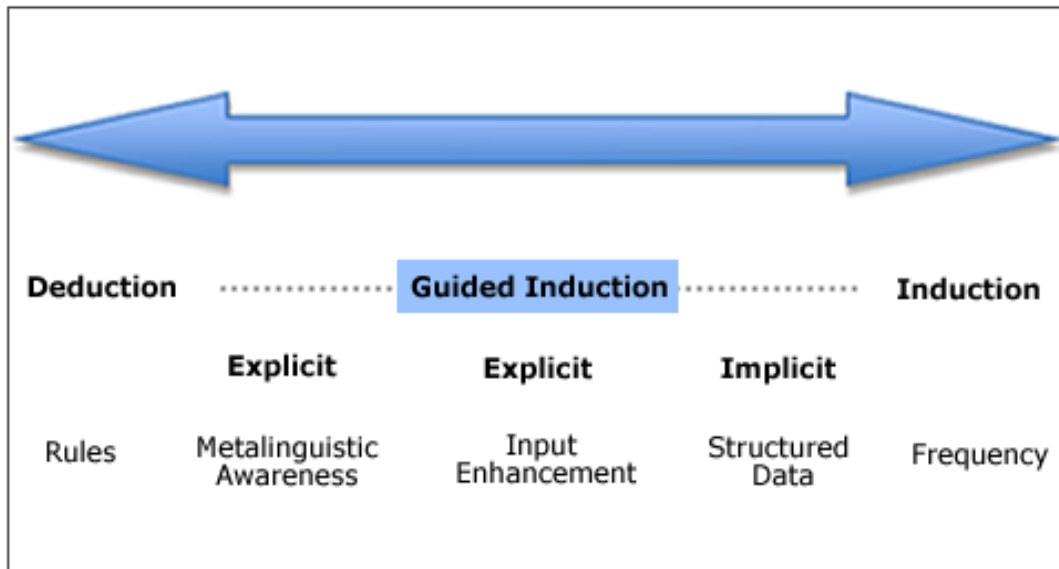 Deduction Guided Induction Induction
Explicit Explicit Implicit
Rules Metalinguistic Awareness Input Enhancement Structured Data Frequency